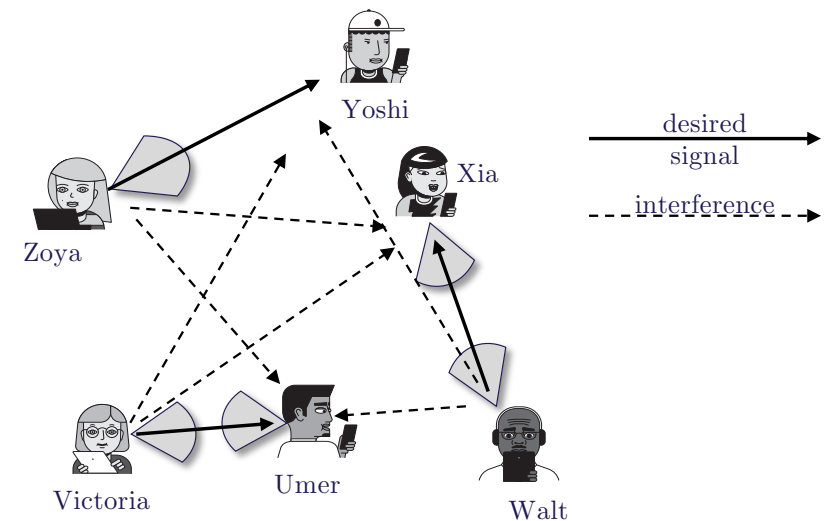 Yoshi
desired
signal
Xia
interference
Zoya
Umer
Victoria
Walt